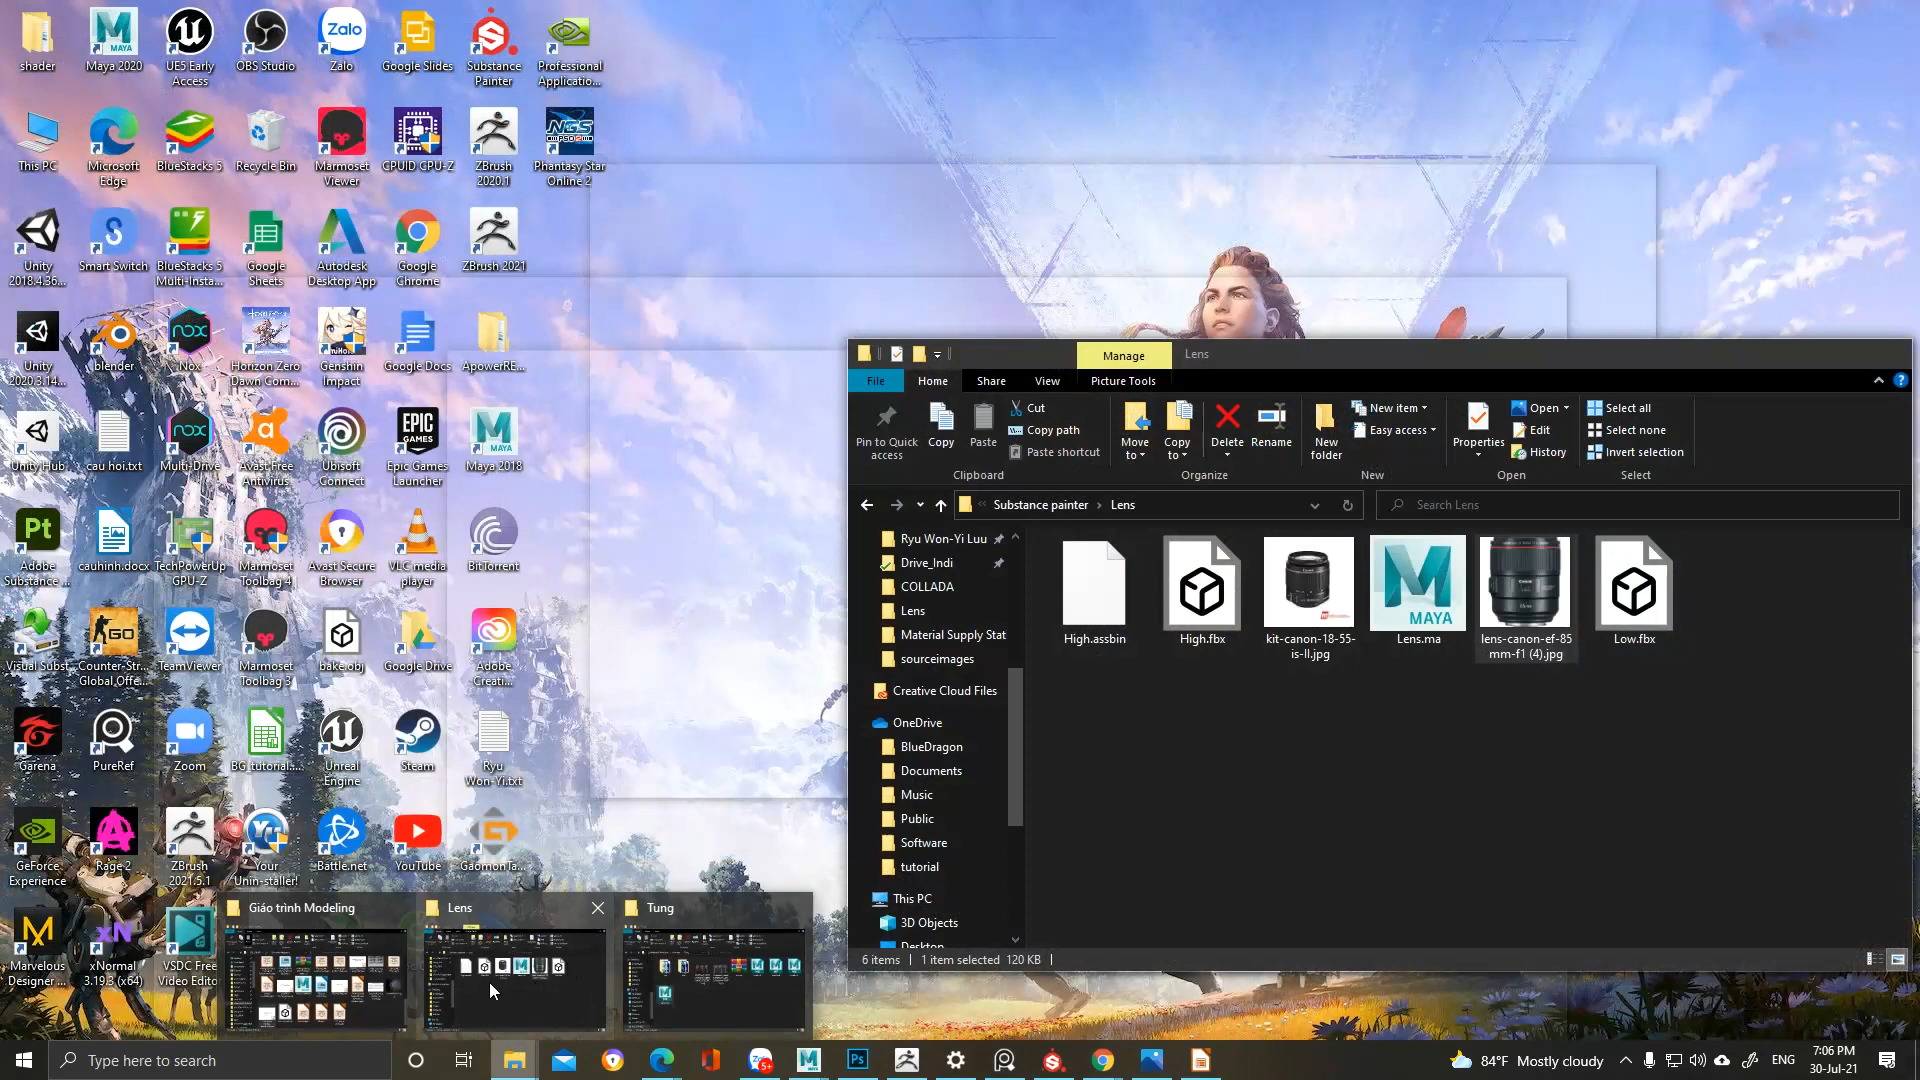 shader
Maya 2020
UE5 Early
Access
OBS Studio
Zalo
Google Slides
Substance
Painter
Professional
Applicatio...
This PC
Microsoft
Edge
BlueStacks 5
Recycle Bin
Marmoset
Viewer
CPUID CPU-Z
ZBrush
2020.1
Phantasy Star
Online 2
Unity
2018.4.36...
Smart Switch
BlueStacks 5
Multi-Insta...
Google
Sheets
Autodesk
Desktop App
Google
Chrome
ZBrush 2021
Unity
2020.3.14...
blender
Nox
Horizon Zero
Dawn Com...
Genshin
Impact
Google Docs
ApowerRE...
Unity Hub
cau hoi.txt
Multi-Drive
Avast Free
Antivirus
Ubisoft
Connect
Epic Games
Launcher
Maya 2018
Adobe
Substance ...
cauhinh.docx
TechPowerUp
GPU-Z
Marmoset
Toolbag 4
Avast Secure
Browser
VLC media
player
BitTorrent
Visual Subst...
Counter-Str...
Global Offe...
TeamViewer
Marmoset
Toolbag 3
bake.obj
Google Drive
Adobe
Creati...
Garena
PureRef
Zoom
BG_tutorial....
Unreal
Engine
Steam
Ryu
Won-Yi.txt
GeForce
Experience
Rage 2
ZBrush
2021.5.1
Your
Unin-staller!
Battle.net
YouTube
GaomonTa...
Marvelous
Designer ...
xNormal
3.19.3 (x64)
VSDC Free
Video Edito
Giáo trình Modeling
Lens
Tung
Manage
Lens
File
Home
Share
View
Picture Tools
Pin to Quick
access
Copy
Paste
Cut
Copy path
Paste shortcut
Clipboard
Move
to
Copy
to
Delete
Rename
Organize
New
folder
New item
Easy access
New
Properties
Open
Edit
History
Open
Select all
Select none
Invert selection
Select
Substance painter
Lens
Search Lens
Ryu Won-Yi Luu
Drive_Indi
COLLADA
Lens
Material Supply Stat
sourceimages
Creative Cloud Files
OneDrive
BlueDragon
Documents
Music
Public
Software
tutorial
This PC
3D Objects
Desktop
High.assbin
High.fbx
kit-canon-18-55-
is-II.jpg
MAYA
Lens.ma
lens-canon-ef-85
mm-f1 (4).jpg
Low.fbx
6 items
1 item selected 120 KB
Type here to search
84°F Mostly cloudy
ENG
7:06 PM
30-Jul-21